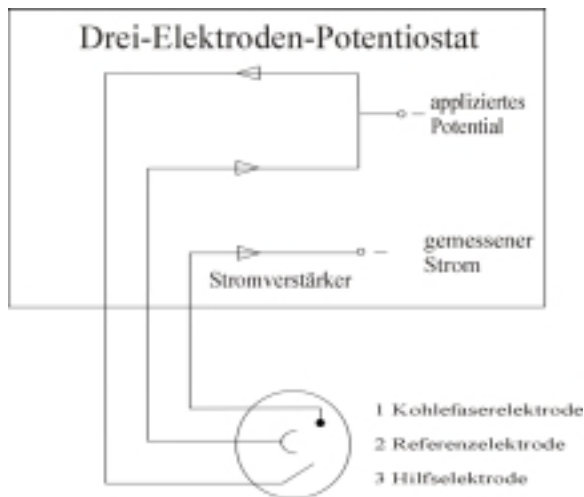 Drei-Elektroden-Potentiostat
appliziertes
Potential
gemessener
Strom
Stromverstärker
1 Kohlefaserelektrode
2 Referenzelektrode
3 Hilfselektrode